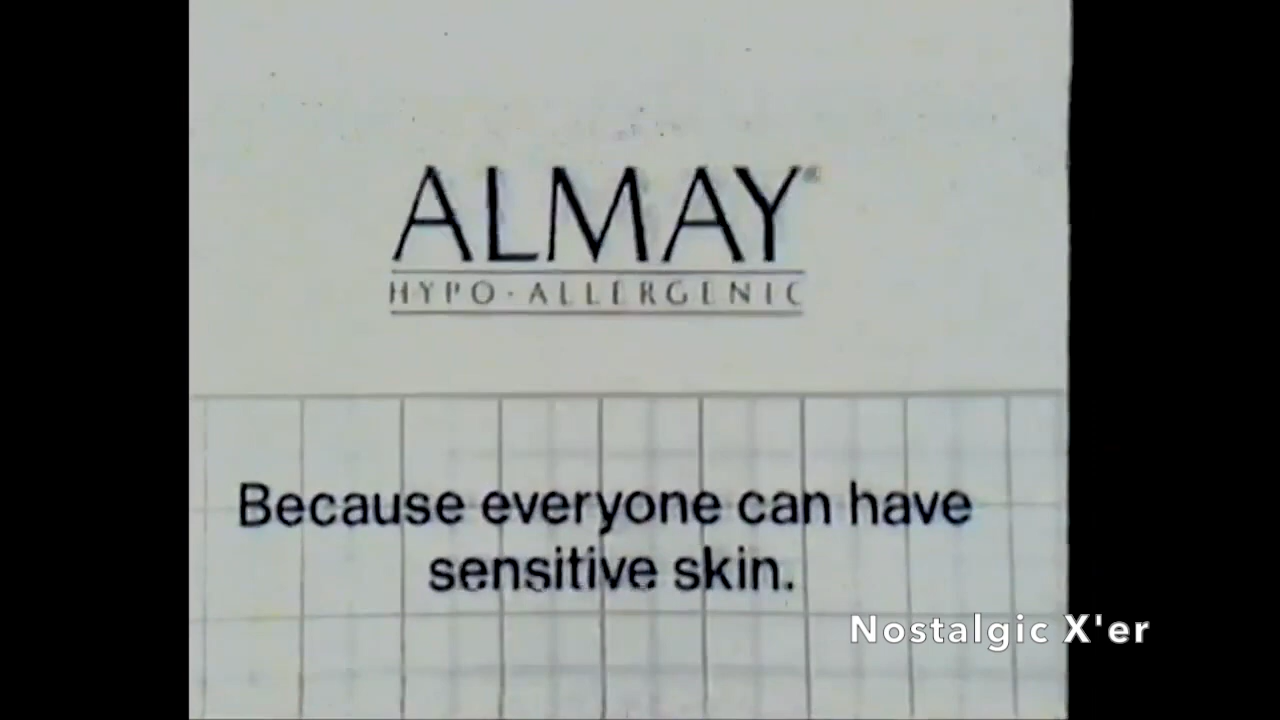 ALMAY®
HYPO-ALLERGENIC
Because everyone can have
sensitive skin.
Nostalgic X'er